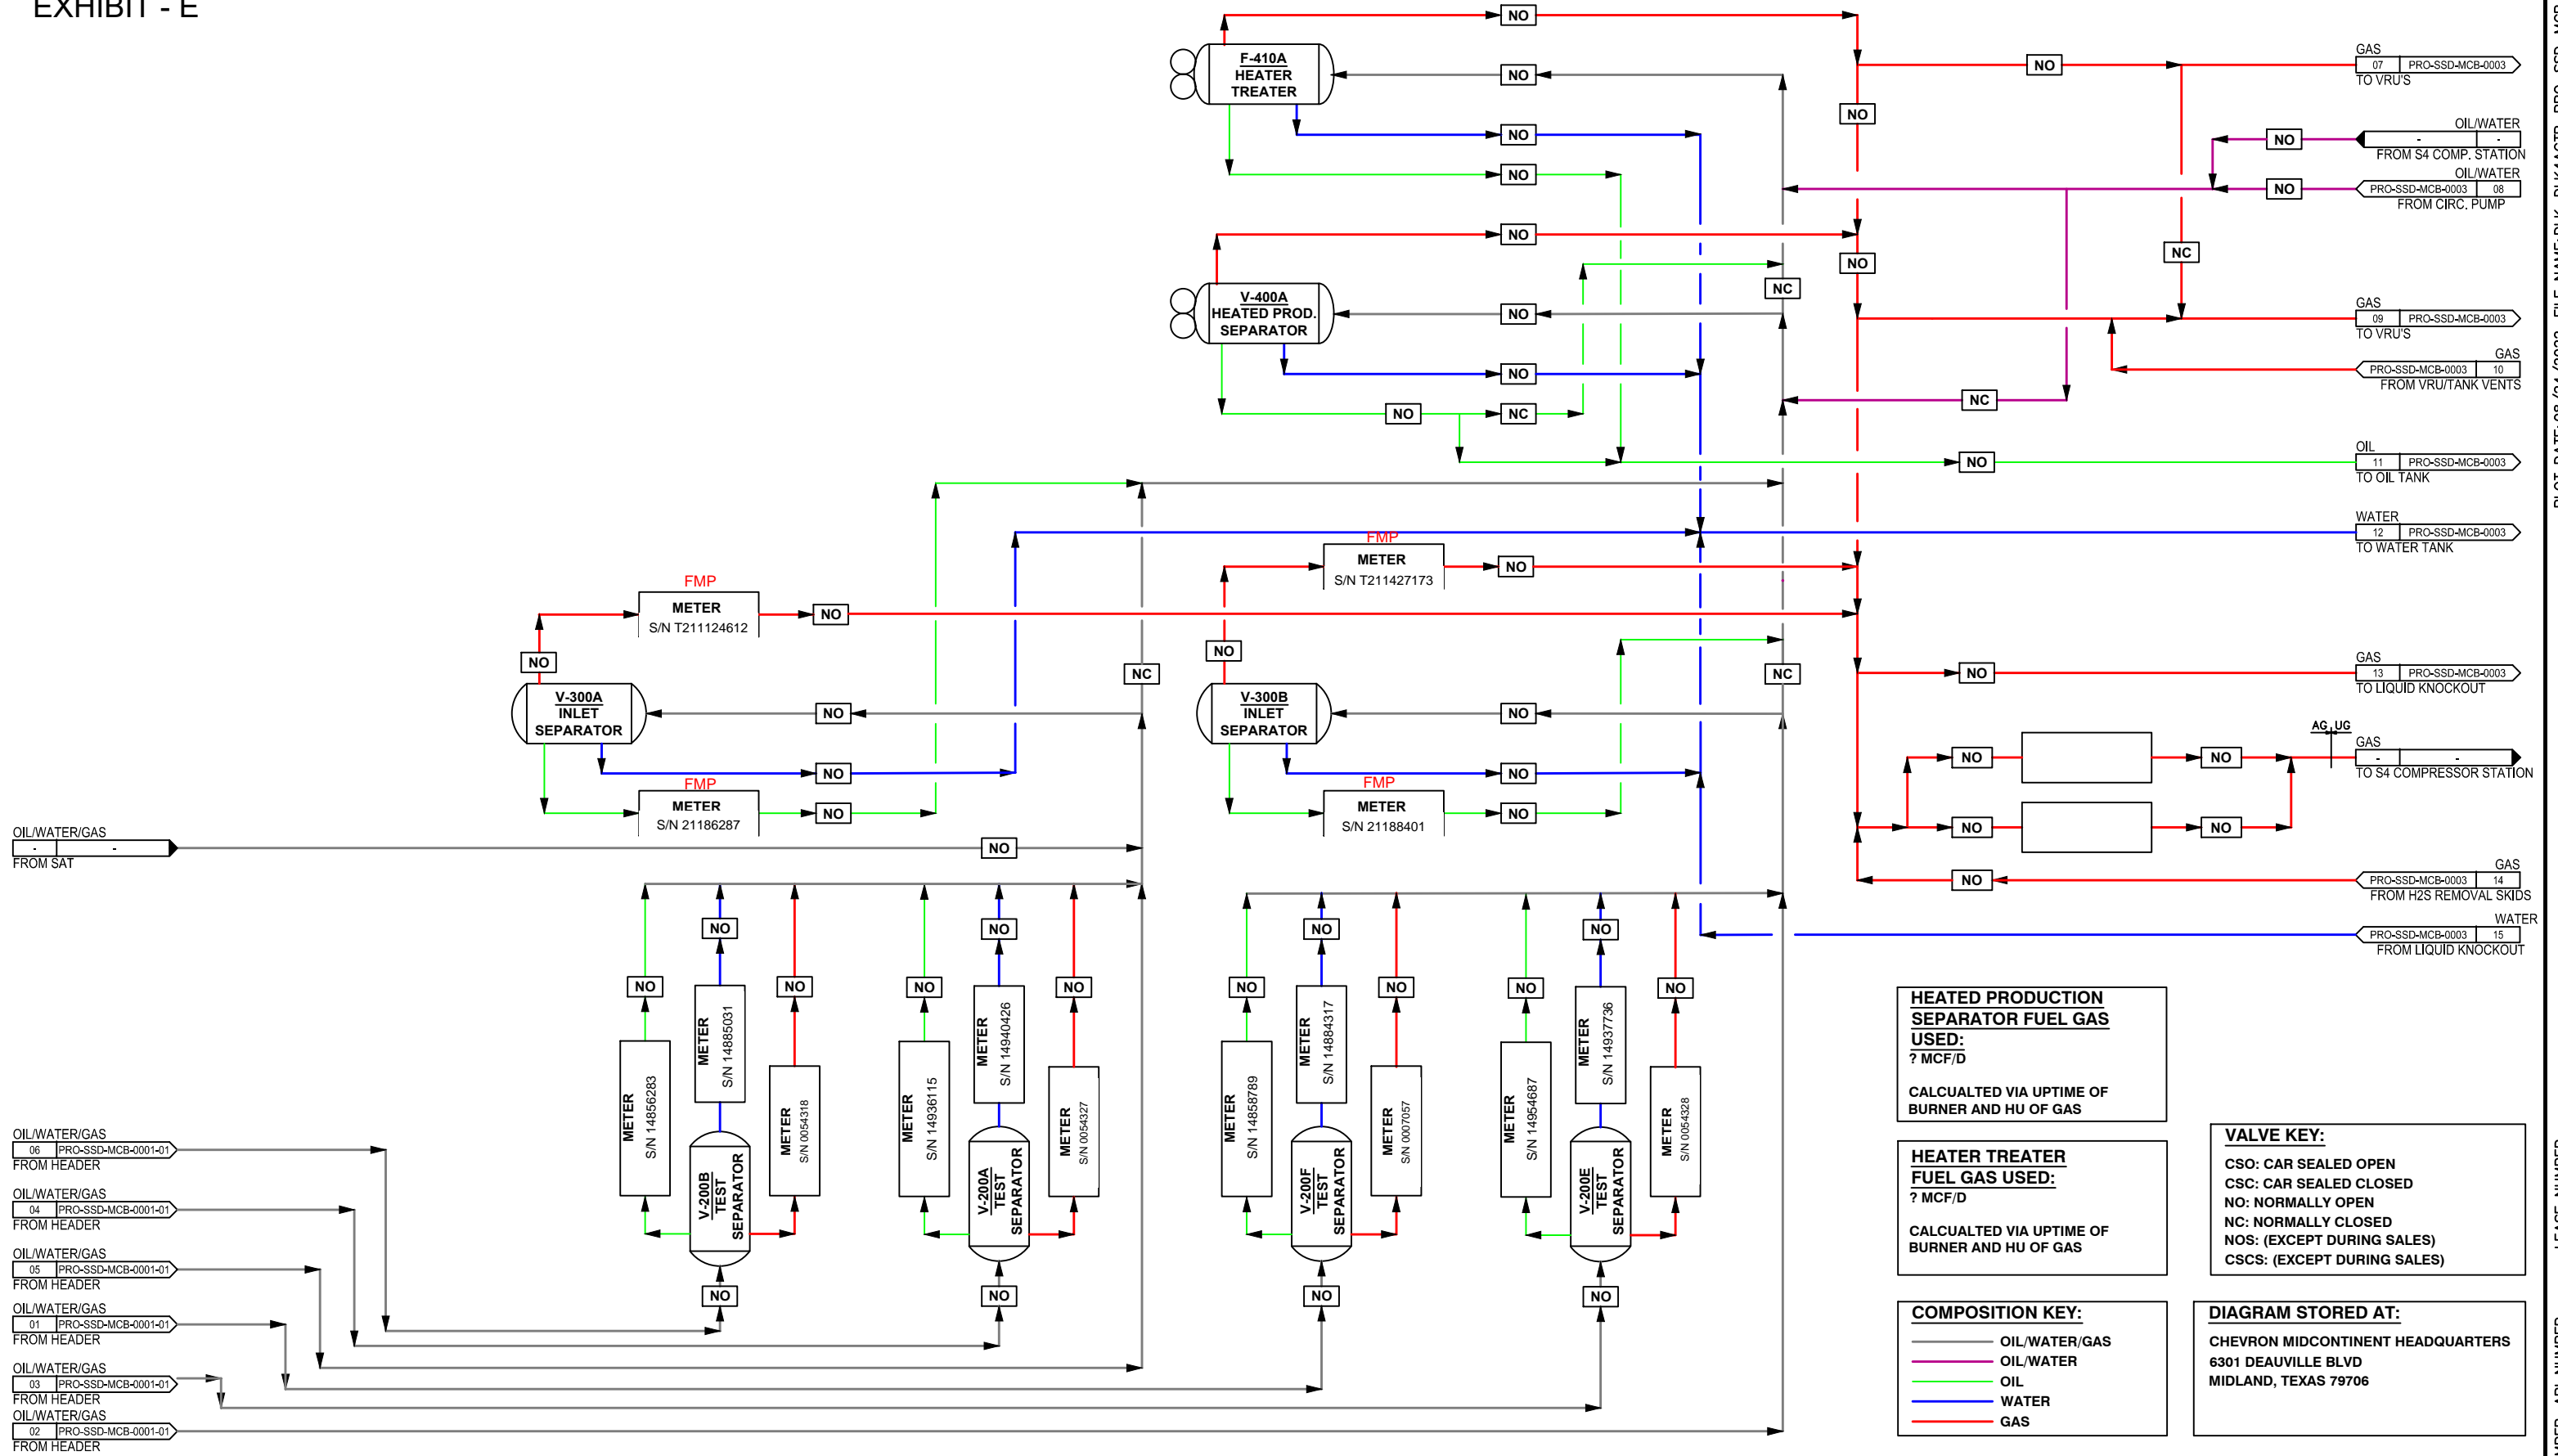 EXHIBIT - E
NO
F-410A
HEATER
TREATER
NO
NO
NO
NO
NO
GAS
07 PRO-SSD-MCB-0003
TO VRU'S
OIL/WATER
- -
FROM S4 COMP. STATION
NO
OIL/WATER
PRO-SSD-MCB-0003 08
FROM CIRC. PUMP
NO
NO
NO
NC
V-400A
HEATED PROD.
SEPARATOR
NO
NC
NO
NO
NC
GAS
09 PRO-SSD-MCB-0003
TO VRU'S
GAS
PRO-SSD-MCB-0003 10
FROM VRU/TANK VENTS
NC
OIL
11 PRO-SSD-MCB-0003
TO OIL TANK
NO
WATER
12 PRO-SSD-MCB-0003
TO WATER TANK
FMP
METER
S/N T211427173
NO
FMP
METER
S/N T211124612
NO
NO
NO
NC
NC
V-300A
INLET
SEPARATOR
NO
NO
V-300B
INLET
SEPARATOR
NO
NO
NO
GAS
13 PRO-SSD-MCB-0003
TO LIQUID KNOCKOUT
AG UG
GAS
- -
TO S4 COMPRESSOR STATION
NO
NO
NO
NO
FMP
METER
S/N 21186287
NO
FMP
METER
S/N 21188401
NO
OIL/WATER/GAS
- -
FROM SAT
NO
NO
GAS
PRO-SSD-MCB-0003 14
FROM H2S REMOVAL SKIDS
WATER
PRO-SSD-MCB-0003 15
FROM LIQUID KNOCKOUT
NO
NO
NO
NO
NO
NO
NO
NO
NO
NO
NO
NO
METER
S/N 14856283
METER
S/N 14885031
METER
S/N 0054318
METER
S/N 14936115
METER
S/N 14940426
METER
S/N 0054327
METER
S/N 14858789
METER
S/N 14884317
METER
S/N 0007057
METER
S/N 14954687
METER
S/N 14937736
METER
S/N 0054328
V-200B
TEST
SEPARATOR
V-200A
TEST
SEPARATOR
V-200F
TEST
SEPARATOR
V-200E
TEST
SEPARATOR
NO
NO
NO
NO
OIL/WATER/GAS
06 PRO-SSD-MCB-0001-01
FROM HEADER
OIL/WATER/GAS
04 PRO-SSD-MCB-0001-01
FROM HEADER
OIL/WATER/GAS
05 PRO-SSD-MCB-0001-01
FROM HEADER
OIL/WATER/GAS
01 PRO-SSD-MCB-0001-01
FROM HEADER
OIL/WATER/GAS
03 PRO-SSD-MCB-0001-01
FROM HEADER
OIL/WATER/GAS
02 PRO-SSD-MCB-0001-01
FROM HEADER
HEATED PRODUCTION
SEPARATOR FUEL GAS
USED:
? MCF/D
CALCUALTED VIA UPTIME OF
BURNER AND HU OF GAS
HEATER TREATER
FUEL GAS USED:
? MCF/D
CALCUALTED VIA UPTIME OF
BURNER AND HU OF GAS
VALVE KEY:
CSO: CAR SEALED OPEN
CSC: CAR SEALED CLOSED
NO: NORMALLY OPEN
NC: NORMALLY CLOSED
NOS: (EXCEPT DURING SALES)
CSCS: (EXCEPT DURING SALES)
COMPOSITION KEY:
OIL/WATER/GAS
OIL/WATER
OIL
WATER
GAS
DIAGRAM STORED AT:
CHEVRON MIDCONTINENT HEADQUARTERS
6301 DEAUVILLE BLVD
MIDLAND, TEXAS 79706